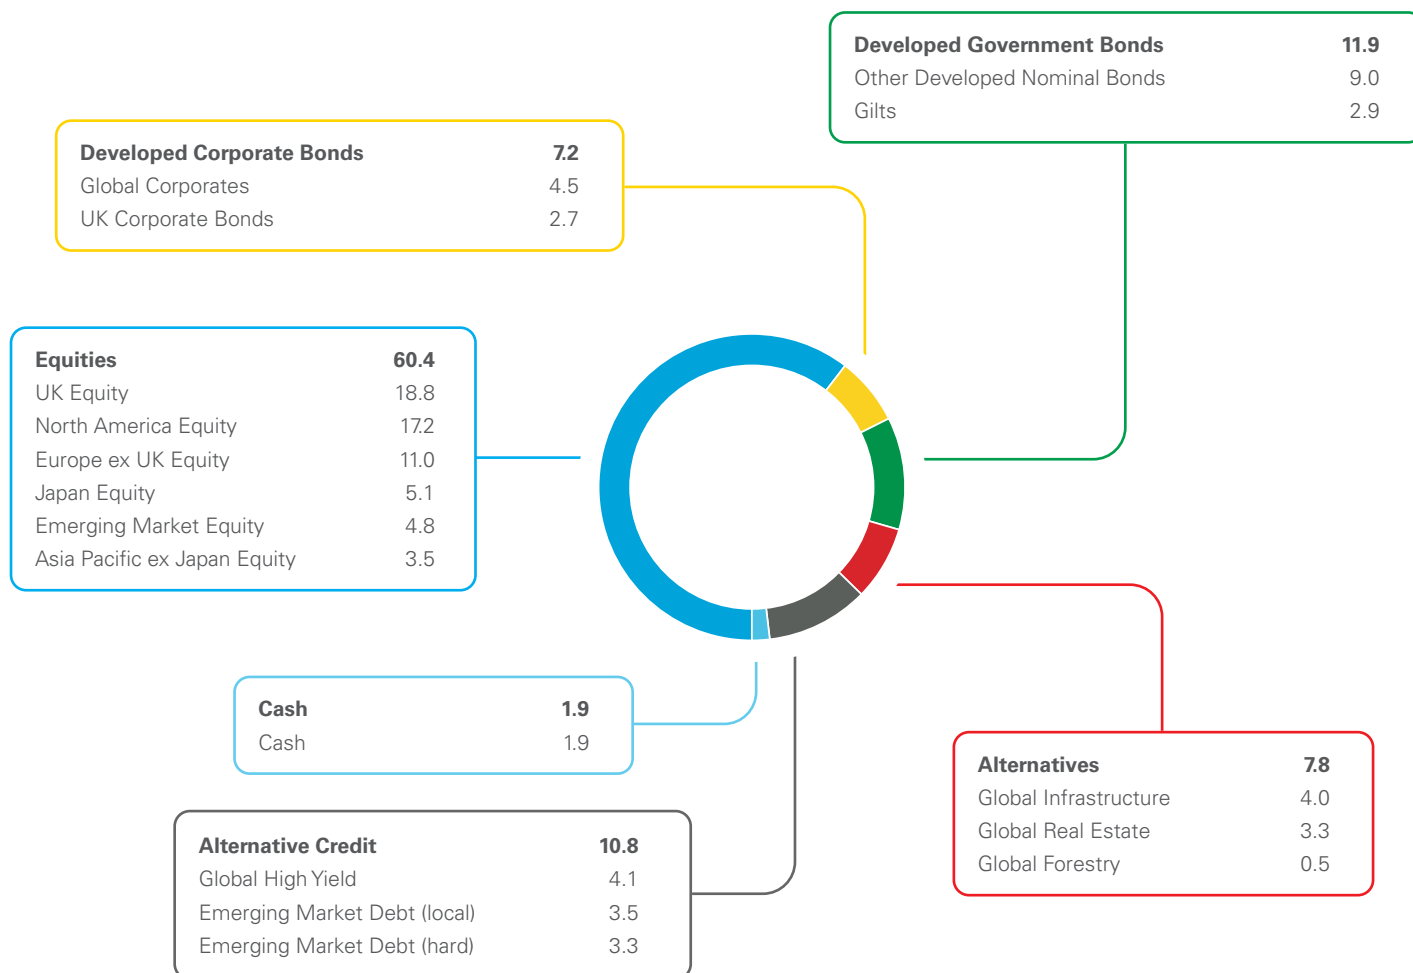 Developed Government Bonds 11.9
Other Developed Nominal Bonds 9.0
Gilts 2.9
Developed Corporate Bonds 7.2
Global Corporates 4.5
UK Corporate Bonds 2.7
Equities 60.4
UK Equity 18.8
North America Equity 17.2
Europe ex UK Equity 11.0
Japan Equity 5.1
Emerging Market Equity 4.8
Asia Pacific ex Japan Equity 3.5
Cash 1.9
Cash 1.9
Alternatives 7.8
Global Infrastructure 4.0
Global Real Estate 3.3
Global Forestry 0.5
Alternative Credit 10.8
Global High Yield 4.1
Emerging Market Debt (local) 3.5
Emerging Market Debt (hard) 3.3